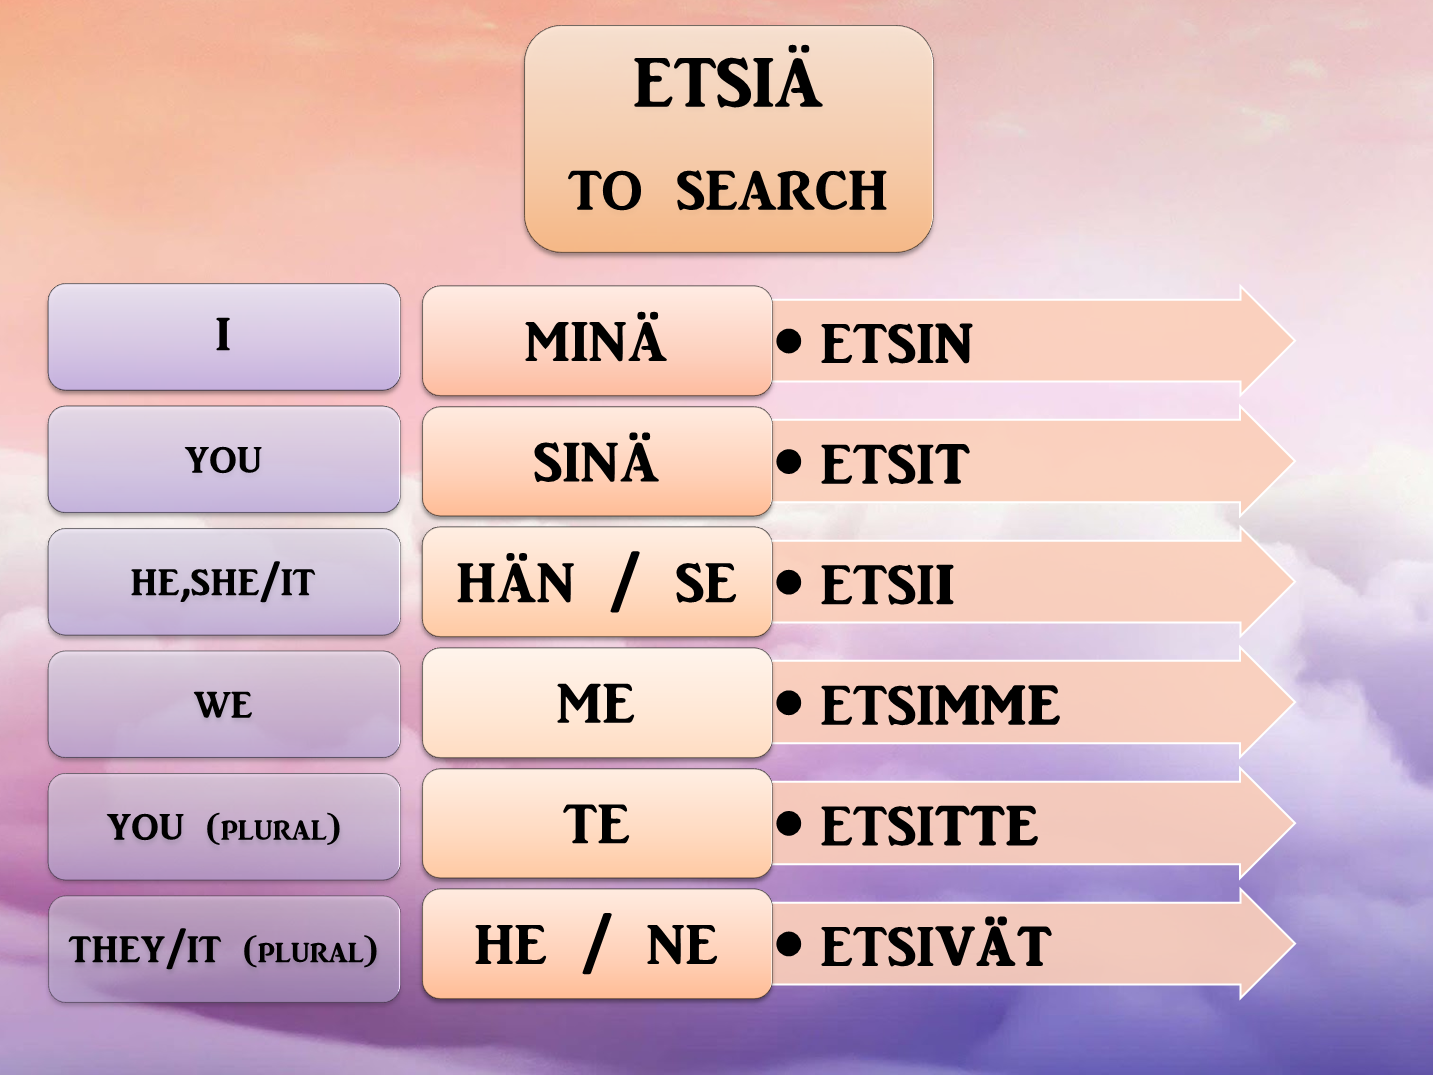 ETSIÄ
TO SEARCH
I
MINÄ
• ETSIN
YOU
SINÄ
• ETSIT
HE,SHE/IT
HÄN / SE
• ETSII
WE
ME
• ETSIMME
YOU (PLURAL)
TE
• ETSITTE
THEY/IT (PLURAL)
HE / NE
• ETSIVÄT